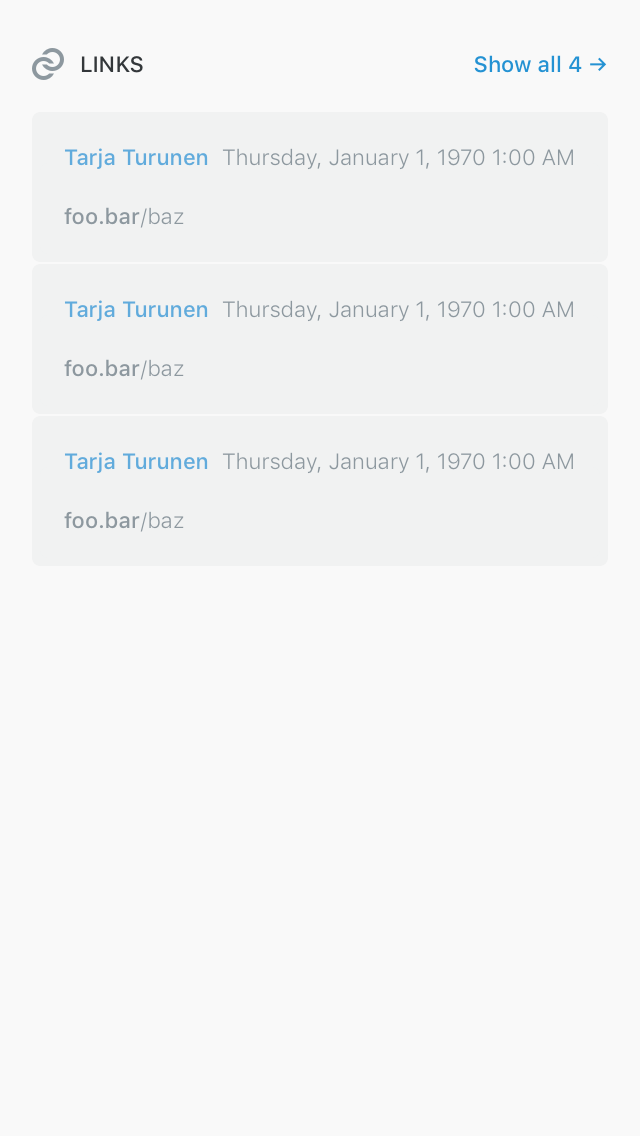 LINKS Show all 4 →
Tarja Turunen Thursday, January 1, 1970 1:00 AM
foo.bar/baz
Tarja Turunen Thursday, January 1, 1970 1:00 AM
foo.bar/baz
Tarja Turunen Thursday, January 1, 1970 1:00 AM
foo.bar/baz